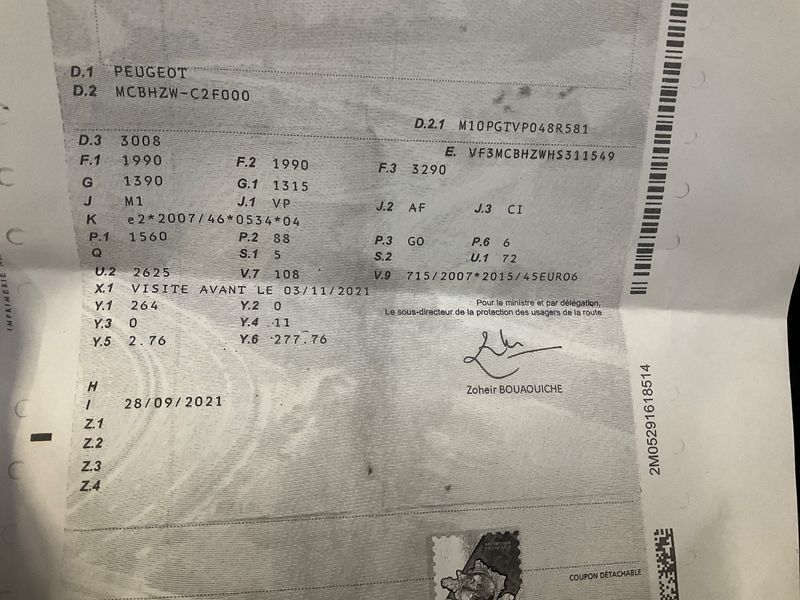 D.1 PEUGEOT
D.2 MCBHZW-C2F000
D.2.1 M10PGTVP048R581
D.3 3008
E. VF3MCBHZWHS311549
F.1 1990 F.2 1990 F.3 3290
G 1390 G.1 1315
J M1 J.1 VP J.2 AF J.3 CI
K e2*2007/46*0534*04
P.1 1560 P.2 88 P.3 GO P.6 6
Q S.1 5 S.2 U.1 72
U.2 2625 V.7 108 V.9 715/2007*2015/45EURO6
X.1 VISITE AVANT LE 03/11/2021
Y.1 264 Y.2 0
Y.3 0 Y.4 11
Y.5 2.76 Y.6 277.76
Pour le ministre et par délégation,
Le sous-directeur de la protection des usagers de la route
Zoheir BOUAOUICHE
H
I 28/09/2021
Z.1
Z.2
Z.3
Z.4
2M05291618514
COUPON DÉTACHABLE